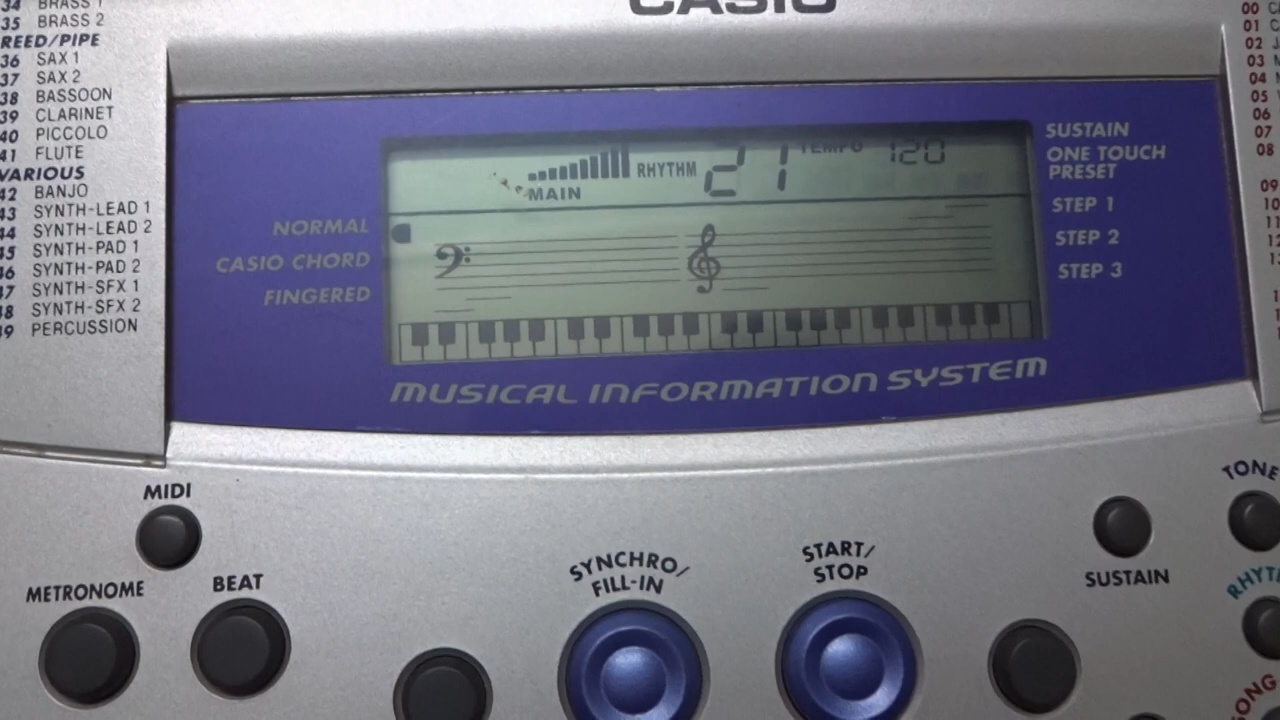 CASIO
34 BRASS 1
35 BRASS 2
REED/PIPE
36 SAX 1
37 SAX 2
38 BASSOON
39 CLARINET
40 PICCOLO
41 FLUTE
VARIOUS
42 BANJO
43 SYNTH-LEAD 1
44 SYNTH-LEAD 2
45 SYNTH-PAD 1
46 SYNTH-PAD 2
47 SYNTH-SFX 1
48 SYNTH-SFX 2
49 PERCUSSION
NORMAL
CASIO CHORD
FINGERED
RHYTHM 21 TEMPO 120
MAIN
MUSICAL INFORMATION SYSTEM
SUSTAIN
ONE TOUCH
PRESET
STEP 1
STEP 2
STEP 3
00
01
02
03
04
05
06
07
08
09
10
11
12
MIDI
METRONOME
BEAT
SYNCHRO/
FILL-IN
START/
STOP
SUSTAIN
TONE